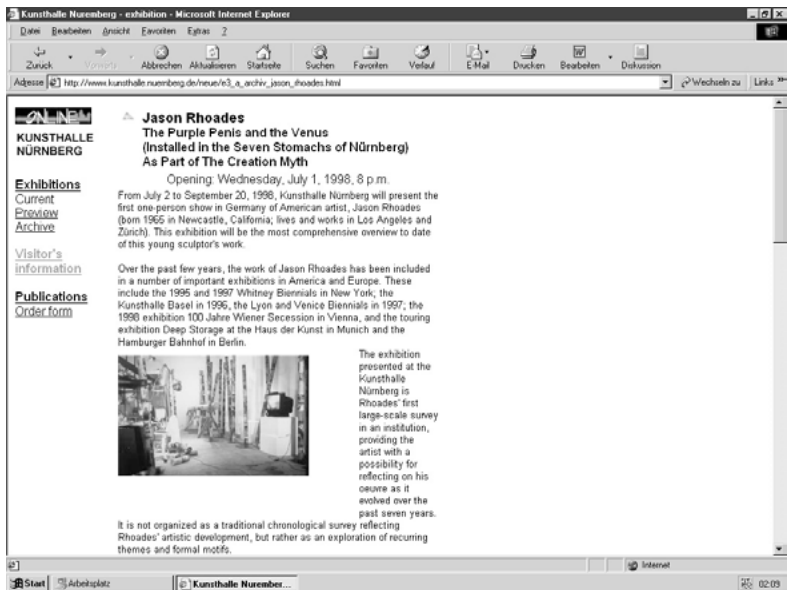 Kunsthalle Nuremberg - exhibition - Microsoft Internet Explorer
Datei Bearbeiten Ansicht Favoriten Extras ?
Zurück Vorwärts Abbrechen Aktualisieren Startseite Suchen Favoriten Verlauf E-Mail Drucken Bearbeiten Diskussion
Adresse http://www.kunsthalle.nuernberg.de/neue/e3_a_archiv_jason_rhoades.html Wechseln zu Links »
ONLINE
KUNSTHALLE
NÜRNBERG
Exhibitions
Current
Preview
Archive
Visitor's
information
Publications
Order form
Jason Rhoades
The Purple Penis and the Venus
(Installed in the Seven Stomachs of Nürnberg)
As Part of The Creation Myth
Opening: Wednesday, July 1, 1998, 8 p.m.
From July 2 to September 20, 1998, Kunsthalle Nürnberg will present the
first one-person show in Germany of American artist, Jason Rhoades
(born 1965 in Newcastle, California; lives and works in Los Angeles and
Zürich). This exhibition will be the most comprehensive overview to date
of this young sculptor's work.
Over the past few years, the work of Jason Rhoades has been included
in a number of important exhibitions in America and Europe. These
include the 1995 and 1997 Whitney Biennials in New York; the
Kunsthalle Basel in 1996, the Lyon and Venice Biennials in 1997; the
1998 exhibition 100 Jahre Wiener Secession in Vienna, and the touring
exhibition Deep Storage at the Haus der Kunst in Munich and the
Hamburger Bahnhof in Berlin.
The exhibition
presented at the
Kunsthalle
Nürnberg is
Rhoades' first
large-scale survey
in an institution,
providing the
artist with a
possibility for
reflecting on his
oeuvre as it
evolved over the
past seven years.
It is not organized as a traditional chronological survey reflecting
Rhoades' artistic development, but rather as an exploration of recurring
themes and formal motifs.
Internet
Start Arbeitsplatz Kunsthalle Nurember... 02:09